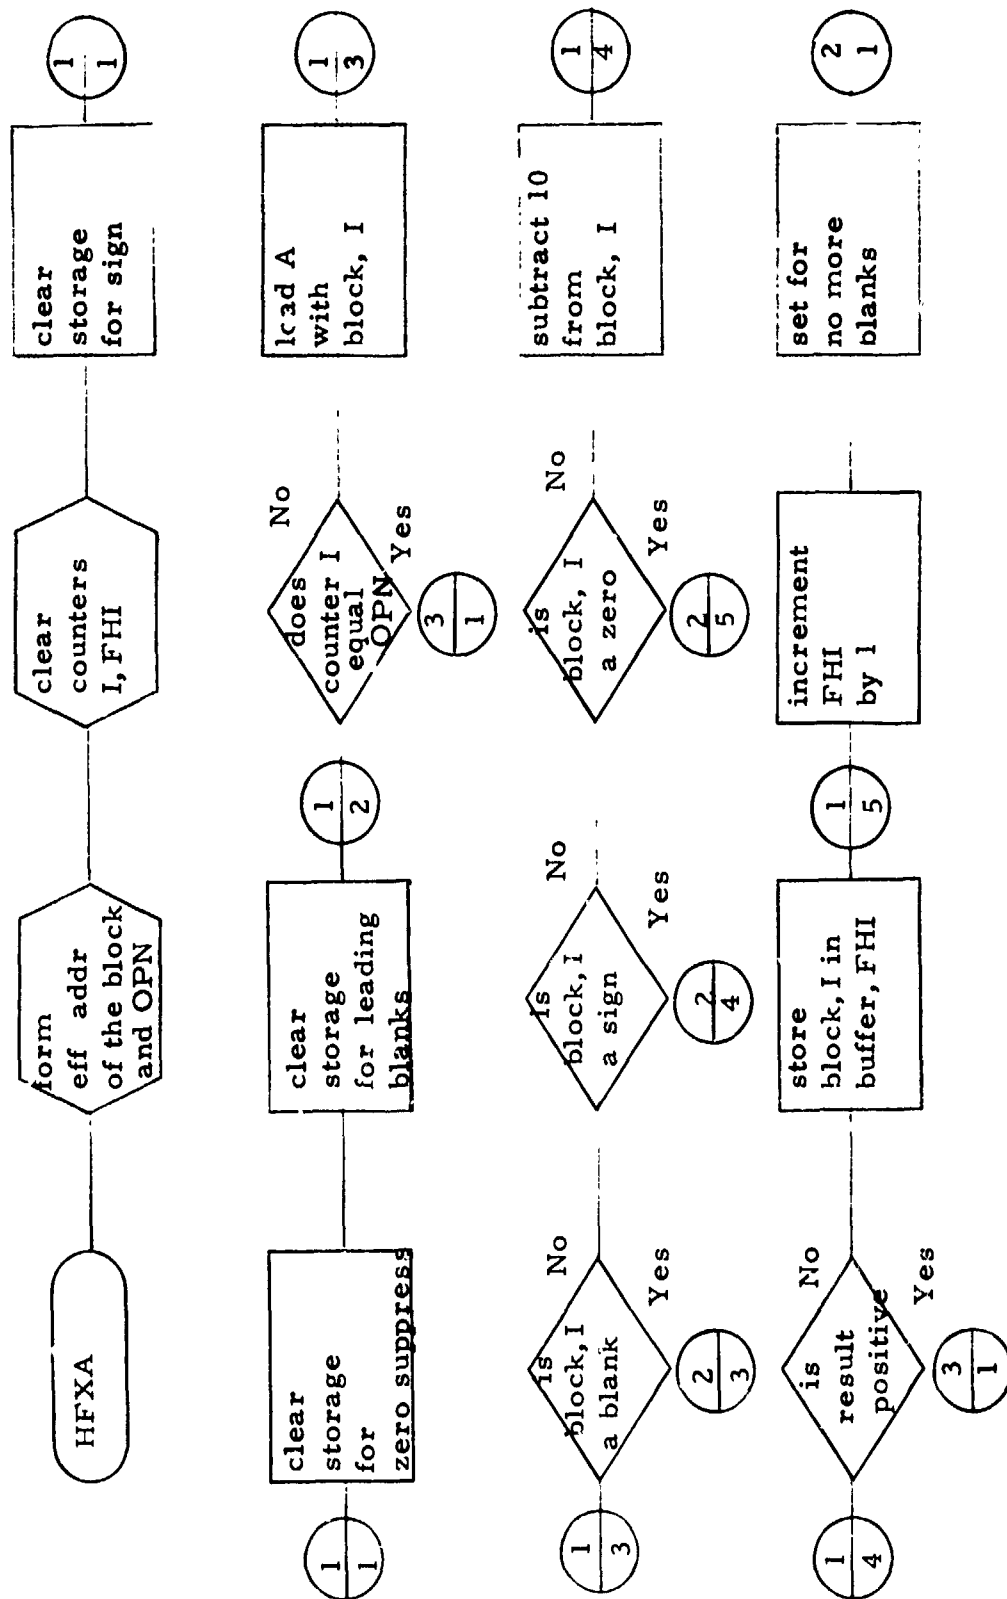 HFXA
form
eff addr
of the block
and OPN
clear
counters
I, FHI
clear
storage
for sign
1
1
1
1
clear
storage
for
zero suppress
clear
storage
for leading
blanks
1
2
does
counter I
equal
OPN
No
Yes
3
1
load A
with
block, I
1
3
1
3
is
block, I
a blank
No
Yes
2
3
is
block, I
a sign
No
Yes
2
4
is
block, I
a zero
No
Yes
2
5
subtract 10
from
block, I
1
4
1
4
is
result
positive
No
Yes
3
1
store
block, I in
buffer, FHI
1
5
increment
FHI
by 1
set for
no more
blanks
2
1